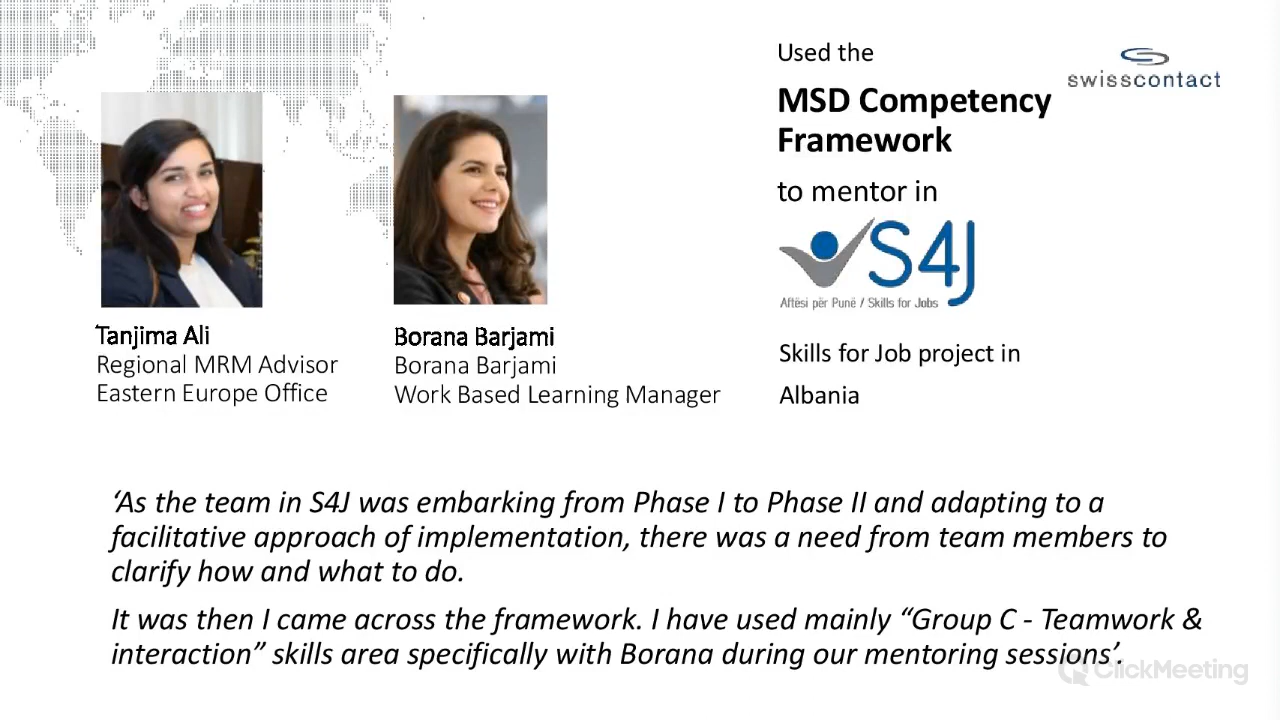 Used the
MSD Competency
Framework
to mentor in
swisscontact
S4J
Aftësi për Punë / Skills for Jobs
Skills for Job project in
Albania
Tanjima Ali
Regional MRM Advisor
Eastern Europe Office
Borana Barjami
Borana Barjami
Work Based Learning Manager
‘As the team in S4J was embarking from Phase I to Phase II and adapting to a
facilitative approach of implementation, there was a need from team members to
clarify how and what to do.
It was then I came across the framework. I have used mainly “Group C - Teamwork &
interaction” skills area specifically with Borana during our mentoring sessions’.
ClickMeeting